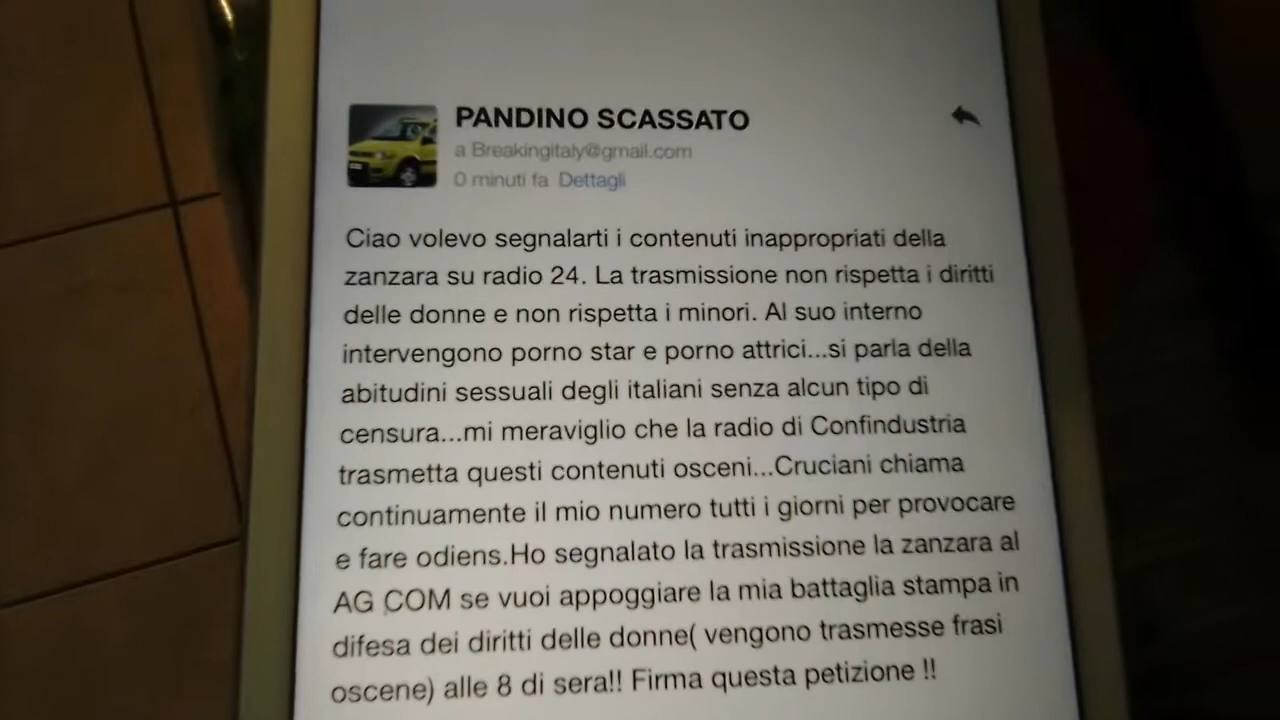 PANDINO SCASSATO
a Breakingitaly@gmail.com
0 minuti fa Dettagli
Ciao volevo segnalarti i contenuti inappropriati della
zanzara su radio 24. La trasmissione non rispetta i diritti
delle donne e non rispetta i minori. Al suo interno
intervengono porno star e porno attrici...si parla della
abitudini sessuali degli italiani senza alcun tipo di
censura...mi meraviglio che la radio di Confindustria
trasmetta questi contenuti osceni...Cruciani chiama
continuamente il mio numero tutti i giorni per provocare
e fare odiens.Ho segnalato la trasmissione la zanzara al
AG COM se vuoi appoggiare la mia battaglia stampa in
difesa dei diritti delle donne( vengono trasmesse frasi
oscene) alle 8 di sera!! Firma questa petizione !!